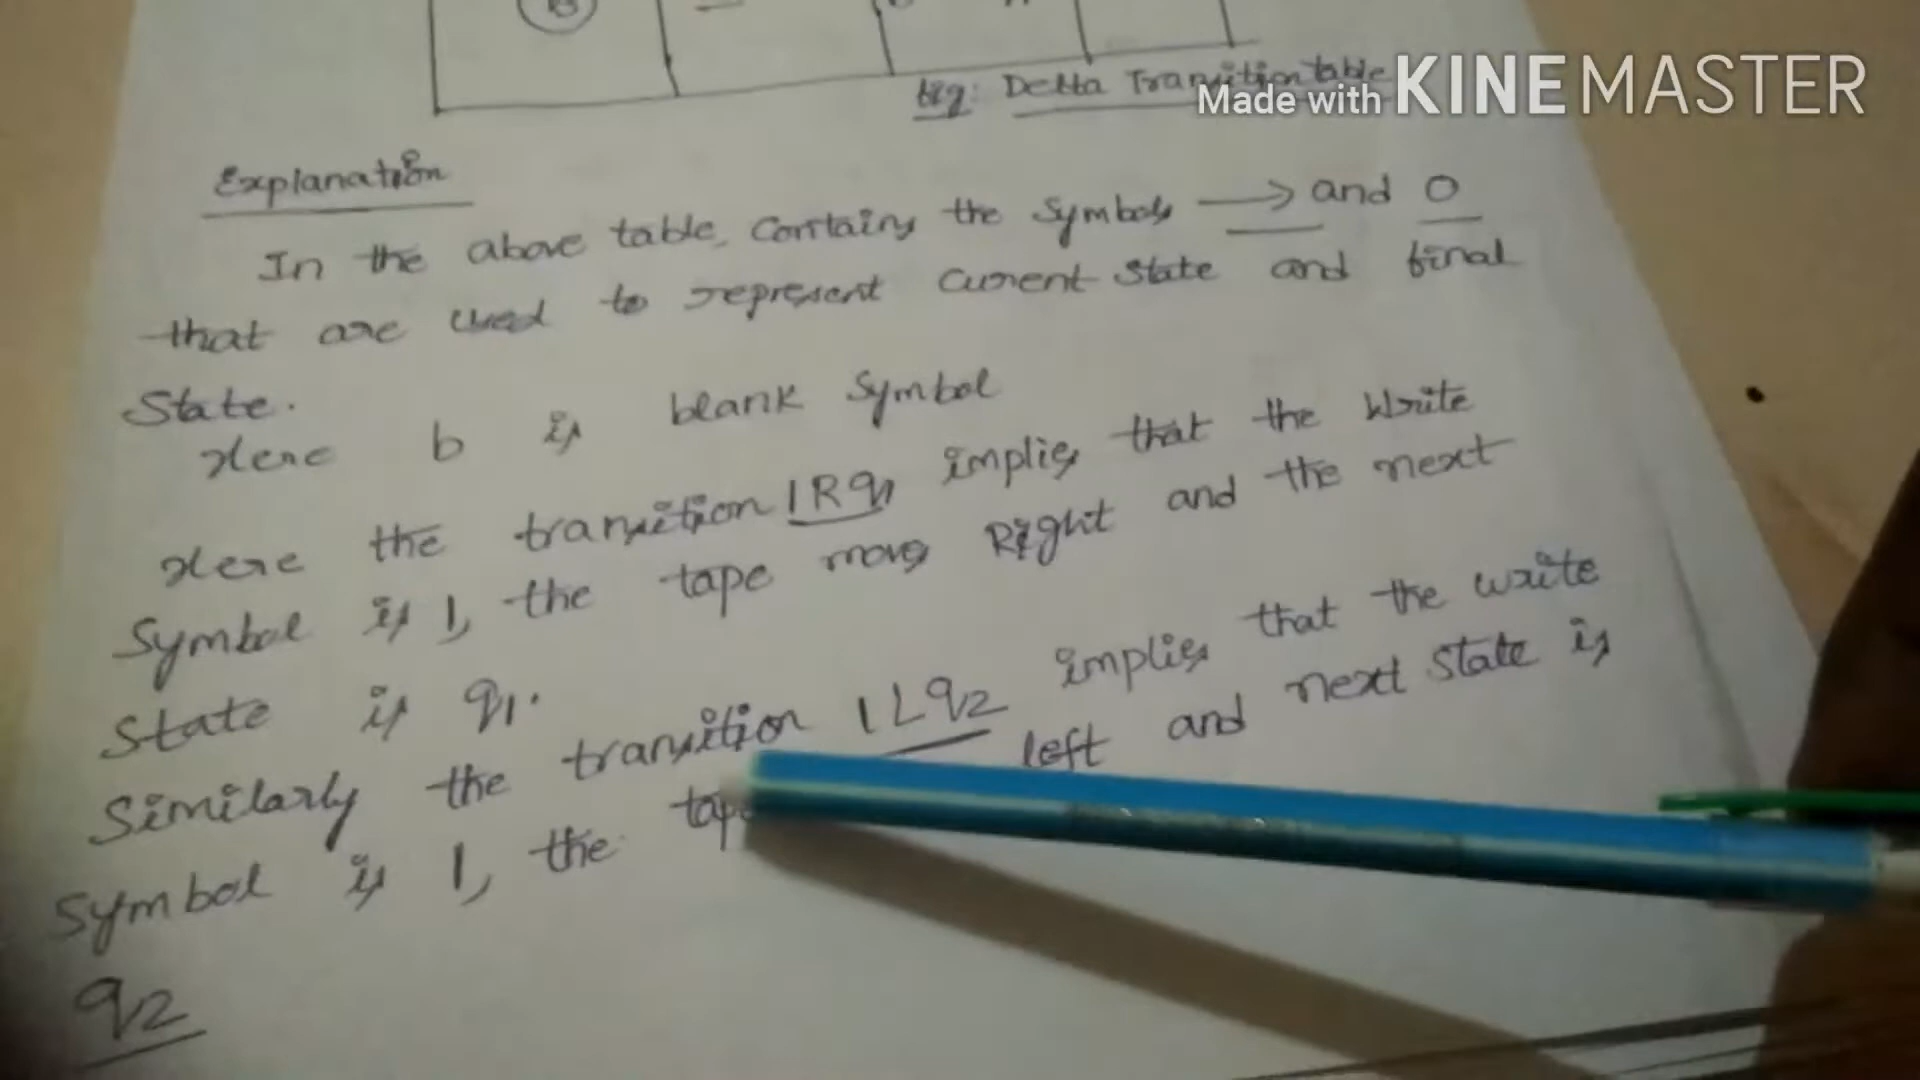 fig: Delta Transition table
Made with KINEMASTER
Explanation
In the above table, contains the symbols → and O
that are used to represent current state and final
State.
Here b is blank symbol
Here the transition 1Rq1 implies that the write
Symbol is 1, the tape moves Right and the next
state is q1.
Similarly the transition 1Lq2 implies that the write
Symbol is 1, the tape left and next state is
q2